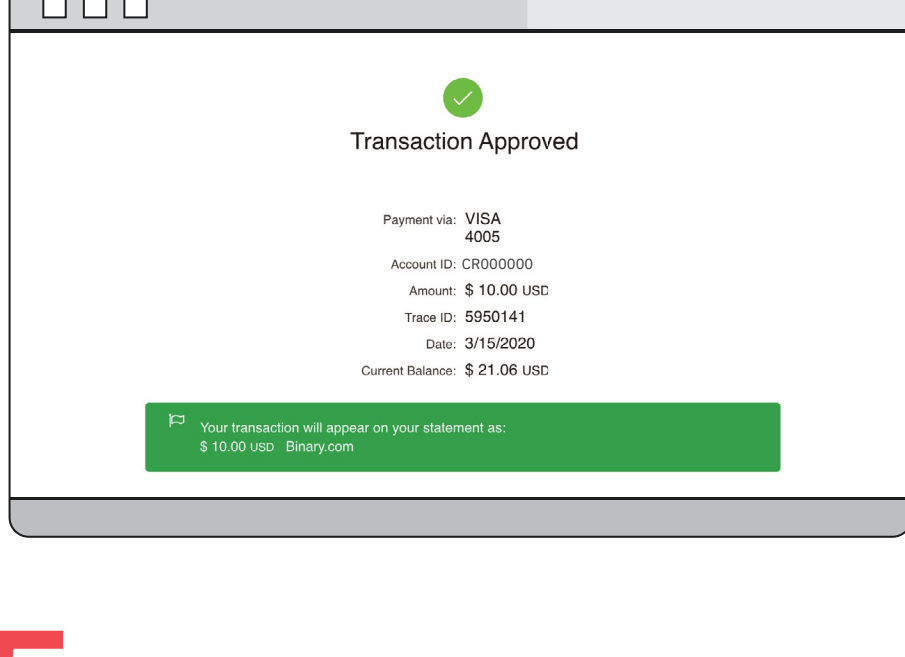 Transaction Approved
Payment via: VISA
4005
Account ID: CR000000
Amount: $ 10.00 USD
Trace ID: 5950141
Date: 3/15/2020
Current Balance: $ 21.06 USD
Your transaction will appear on your statement as:
$ 10.00 USD Binary.com